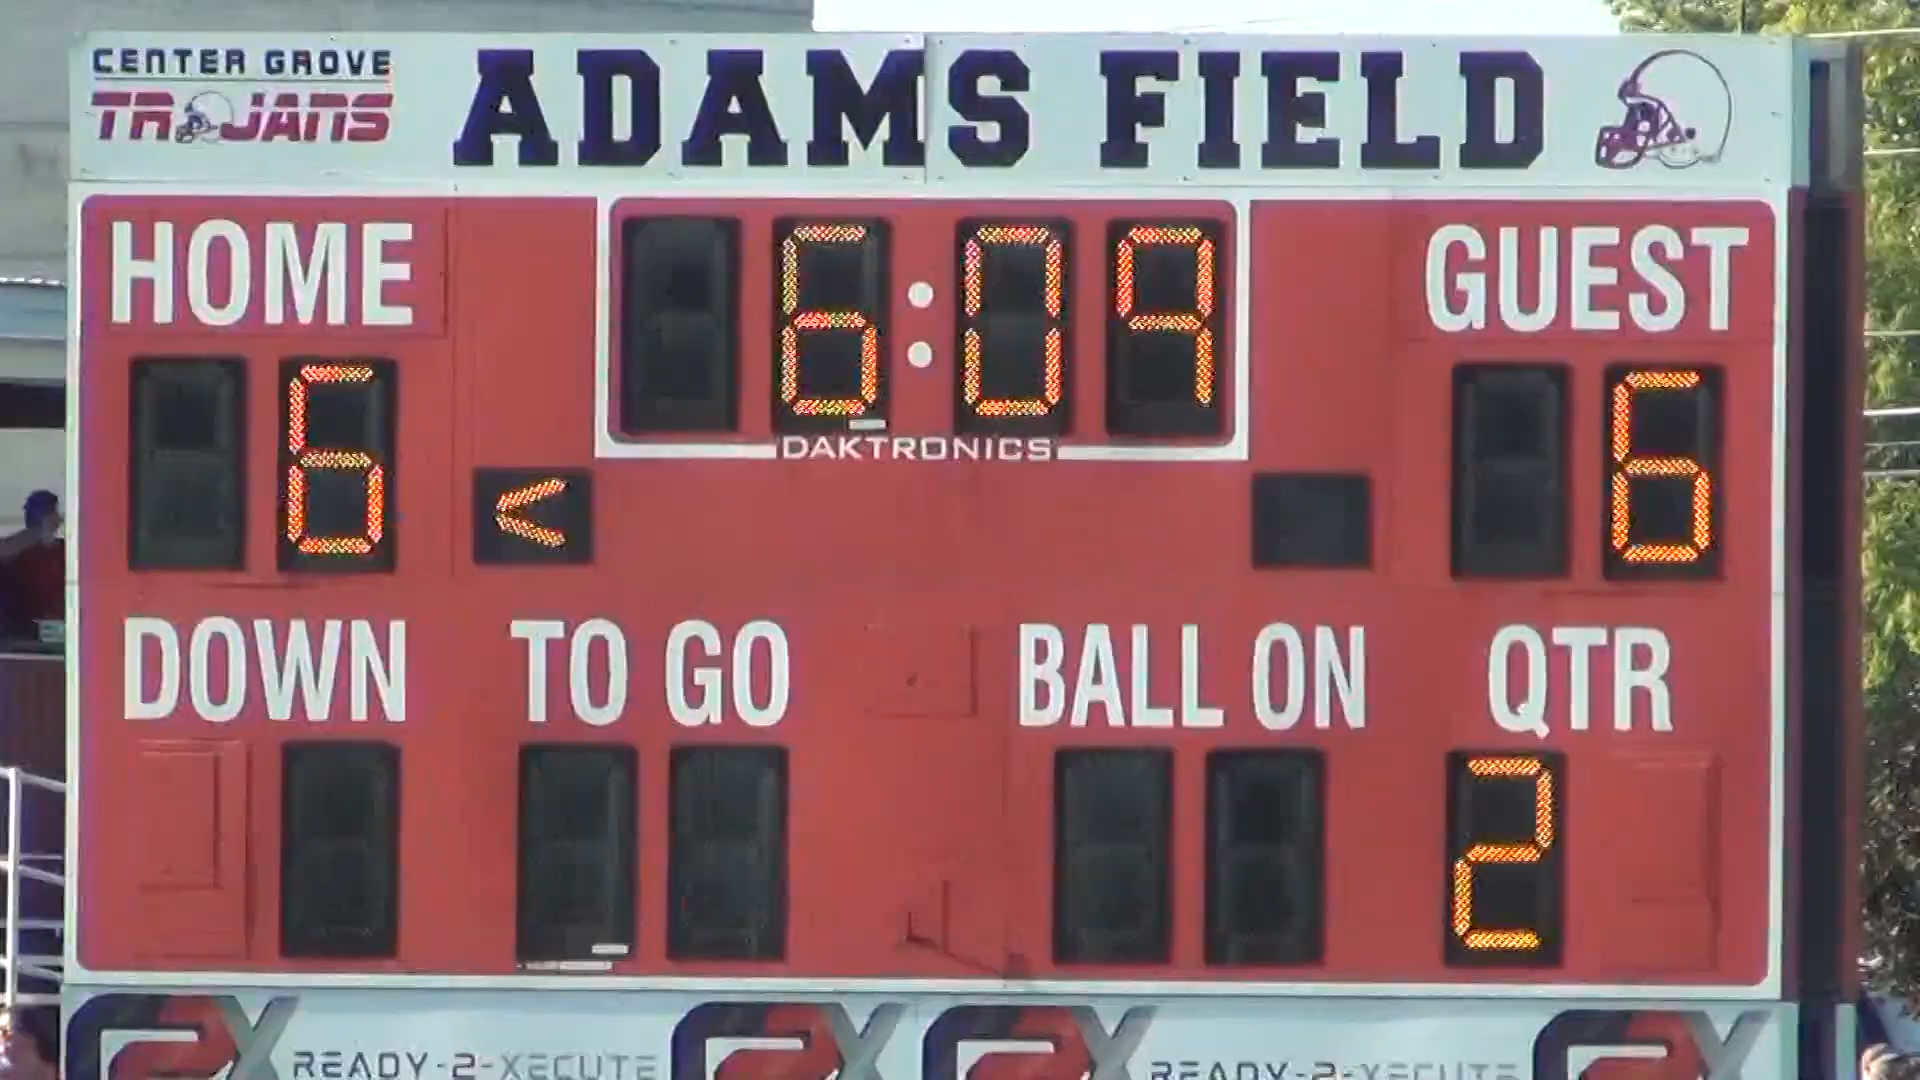 CENTER GROVE
TROJANS
ADAMS FIELD
HOME
6:09
GUEST
DAKTRONICS
6 < 6
DOWN TO GO BALL ON QTR
2
READY-2-XECUTE READY-2-XECUTE